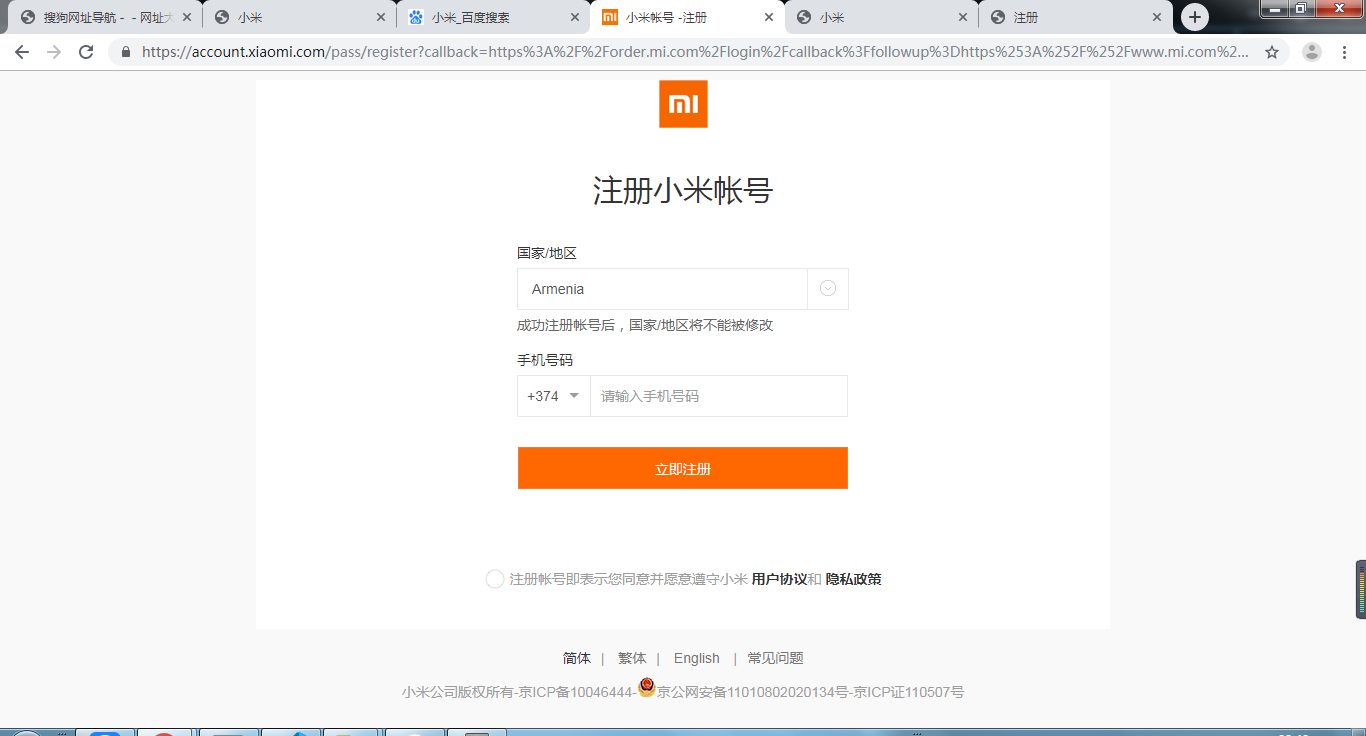 搜狗网址导航 - - 网址大
小米
小米_百度搜索
小米帐号 -注册
小米
注册
https://account.xiaomi.com/pass/register?callback=https%3A%2F%2Forder.mi.com%2Flogin%2Fcallback%3Ffollowup%3Dhttps%253A%252F%252Fwww.mi.com%2...
注册小米帐号
国家/地区
Armenia
成功注册帐号后，国家/地区将不能被修改
手机号码
+374 请输入手机号码
立即注册
注册帐号即表示您同意并愿意遵守小米 用户协议和 隐私政策
简体 | 繁体 | English | 常见问题
小米公司版权所有-京ICP备10046444-京公网安备11010802020134号-京ICP证110507号